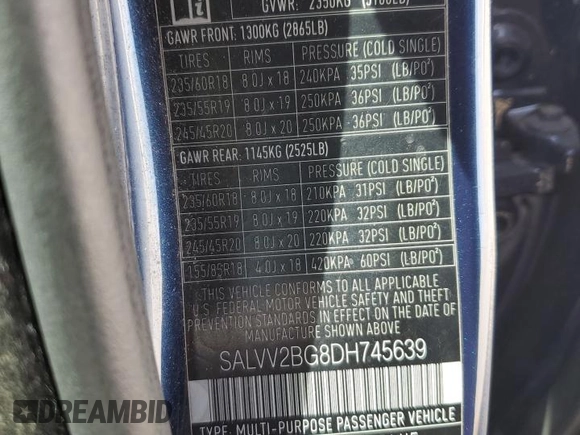 GVWR: 2350KG
GAWR FRONT: 1300KG (2865LB)
TIRES RIMS PRESSURE (COLD SINGLE)
235/60R18 8.0J x 18 240KPA 35PSI (LB/PO²)
235/55R19 8.0J x 19 250KPA 36PSI (LB/PO²)
245/45R20 8.0J x 20 250KPA 36PSI (LB/PO²)
GAWR REAR: 1145KG (2525LB)
TIRES RIMS PRESSURE (COLD SINGLE)
235/60R18 8.0J x 18 210KPA 31PSI (LB/PO²)
235/55R19 8.0J x 19 220KPA 32PSI (LB/PO²)
245/45R20 8.0J x 20 220KPA 32PSI (LB/PO²)
155/85R18 4.0J x 18 420KPA 60PSI (LB/PO²)
THIS VEHICLE CONFORMS TO ALL APPLICABLE
U.S. FEDERAL MOTOR VEHICLE SAFETY AND THEFT
PREVENTION STANDARDS IN EFFECT ON THE DATE OF
MANUFACTURE SHOWN ABOVE.
SALVV2BG8DH745639
TYPE: MULTI-PURPOSE PASSENGER VEHICLE
DREAMBID